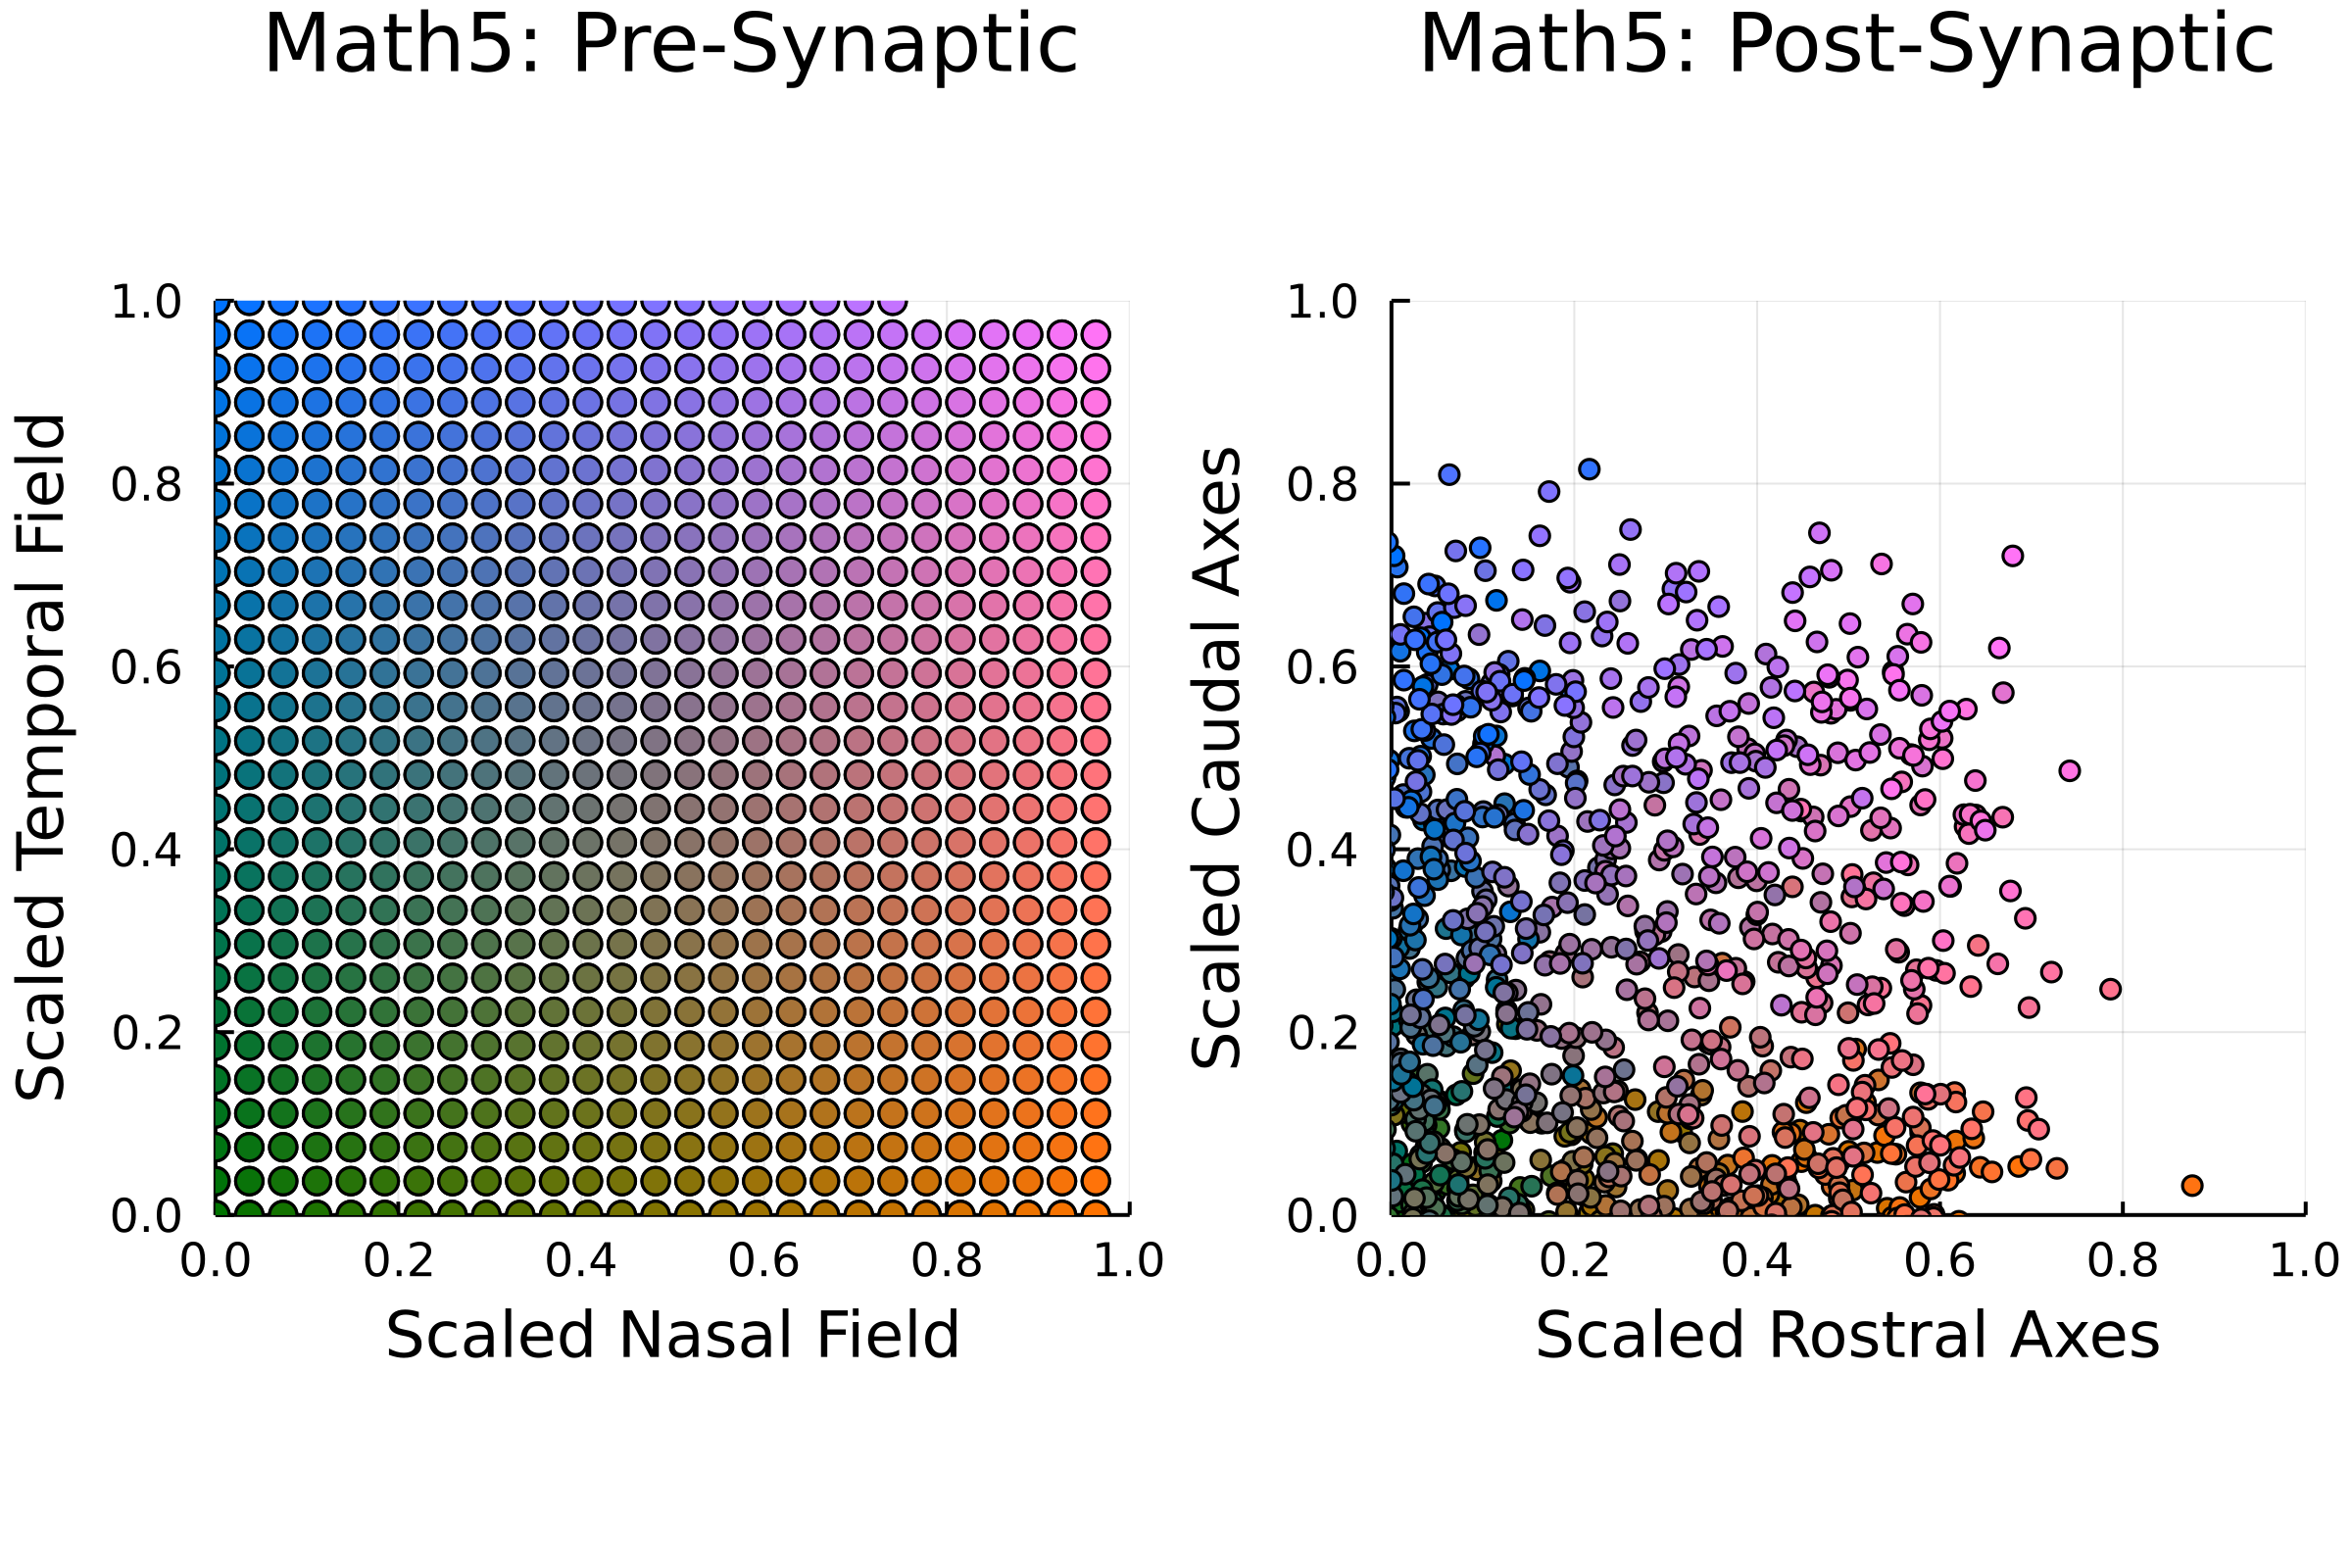 Math5: Pre-Synaptic
Scaled Temporal Field
1.0
0.8
0.6
0.4
0.2
0.0
0.0 0.2 0.4 0.6 0.8 1.0
Scaled Nasal Field
Math5: Post-Synaptic
Scaled Caudal Axes
1.0
0.8
0.6
0.4
0.2
0.0
0.0 0.2 0.4 0.6 0.8 1.0
Scaled Rostral Axes